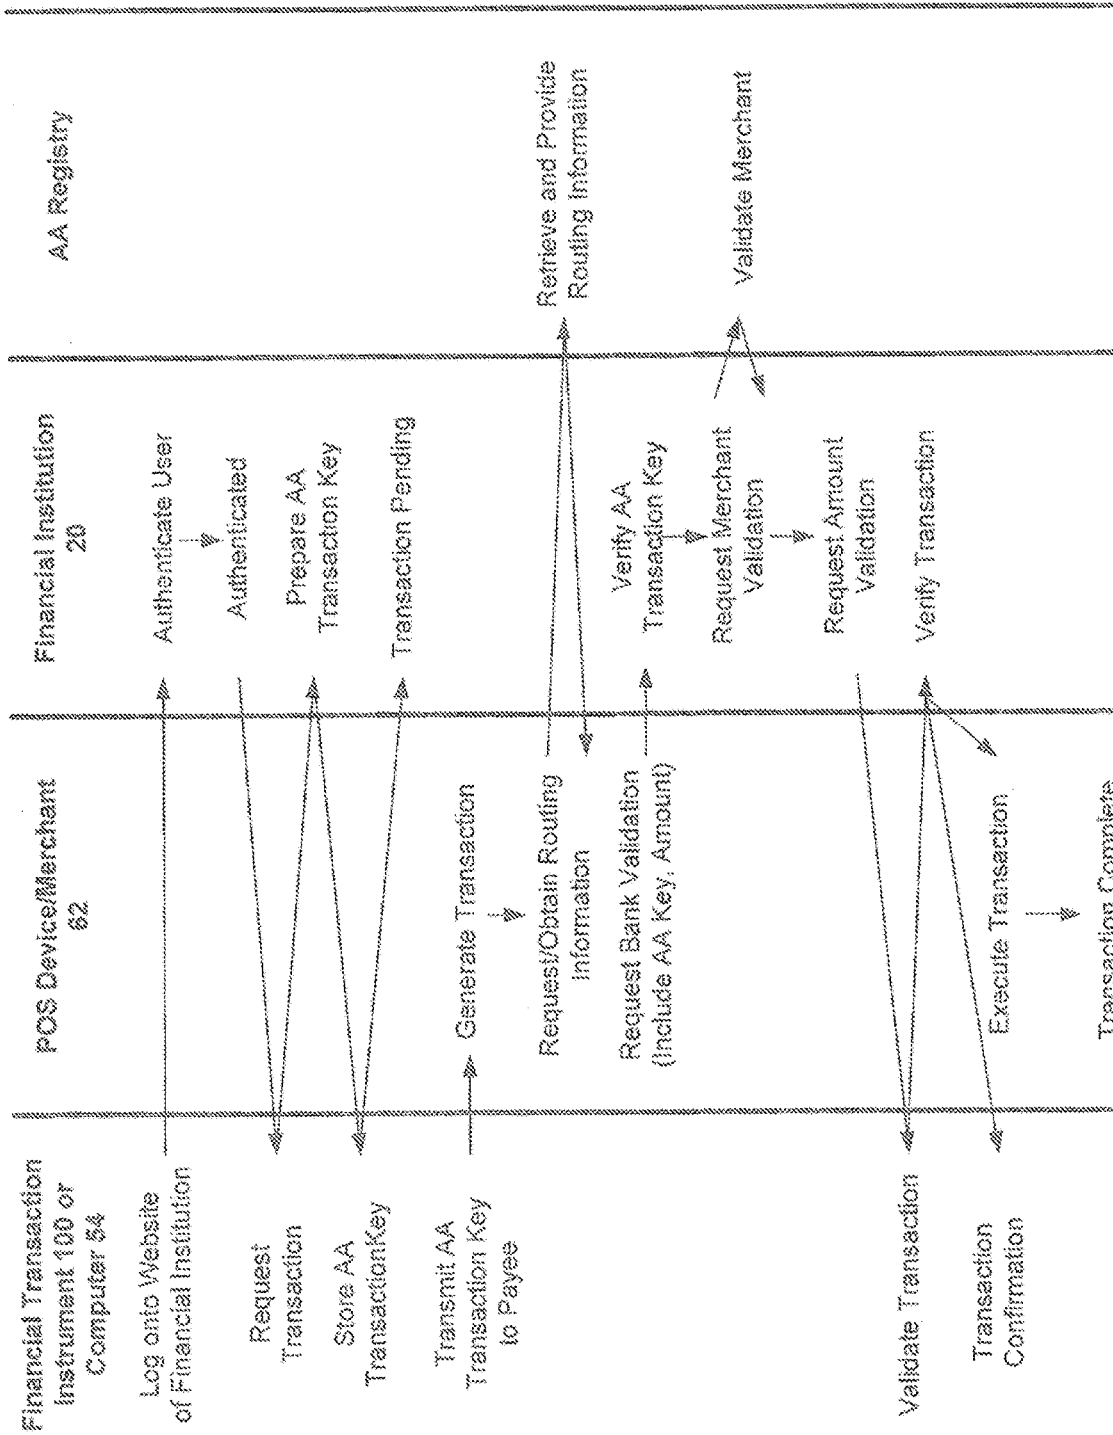 Financial Transaction
Instrument 100 or
Computer 54
POS Device/Merchant
62
Financial Institution
20
AA Registry
Log onto Website
of Financial Institution
Authenticate User
Authenticated
Request
Transaction
Prepare AA
Transaction Key
Store AA
TransactionKey
Transaction Pending
Transmit AA
Transaction Key
to Payee
Generate Transaction
Request/Obtain Routing
Information
Retrieve and Provide
Routing Information
Request Bank Validation
(Include AA Key, Amount)
Verify AA
Transaction Key
Request Merchant
Validation
Validate Merchant
Request Amount
Validation
Validate Transaction
Verify Transaction
Transaction
Confirmation
Execute Transaction
Transaction Complete